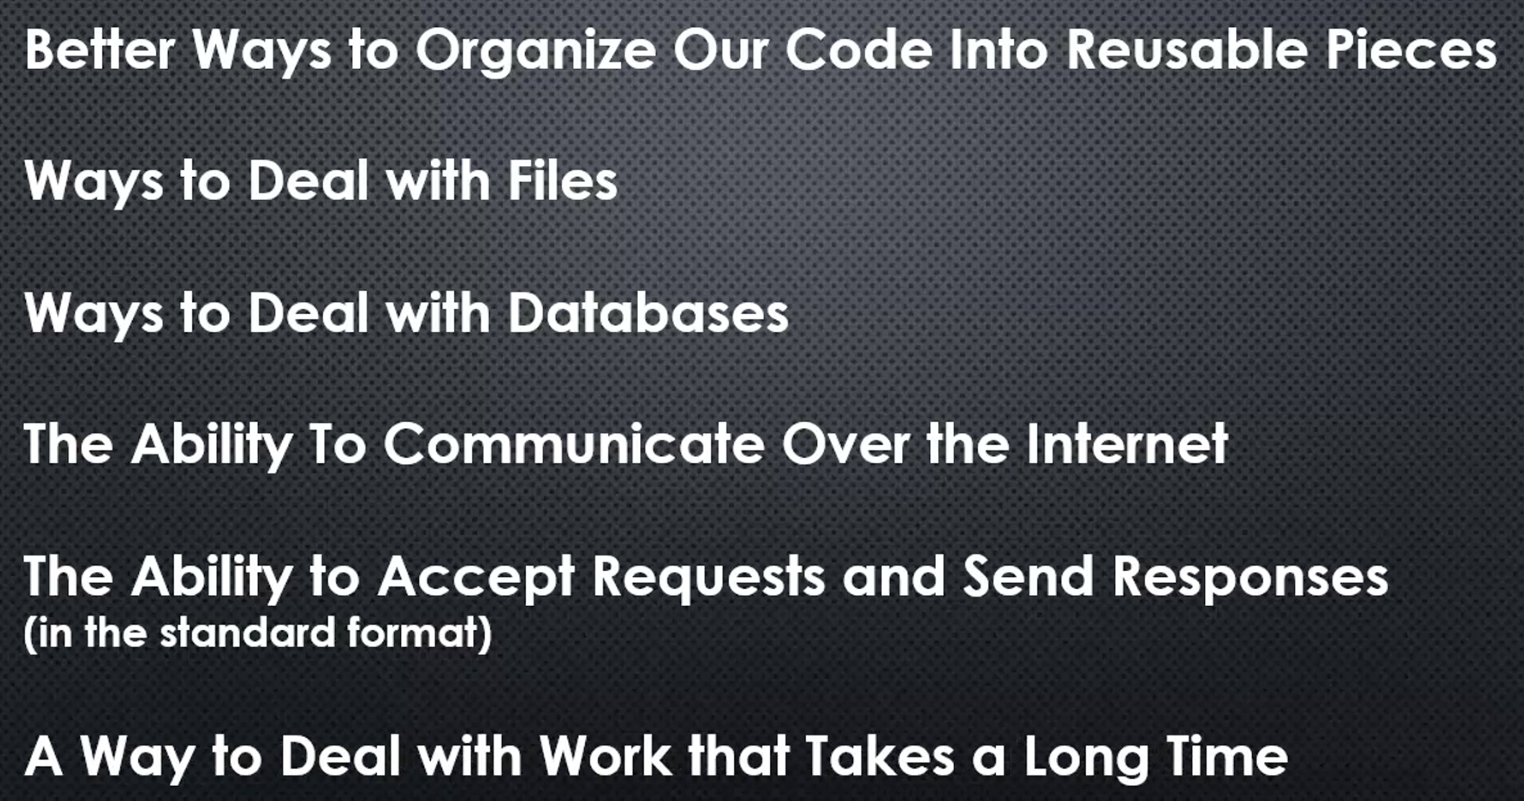 Better Ways to Organize Our Code Into Reusable Pieces
Ways to Deal with Files
Ways to Deal with Databases
The Ability To Communicate Over the Internet
The Ability to Accept Requests and Send Responses
(in the standard format)
A Way to Deal with Work that Takes a Long Time